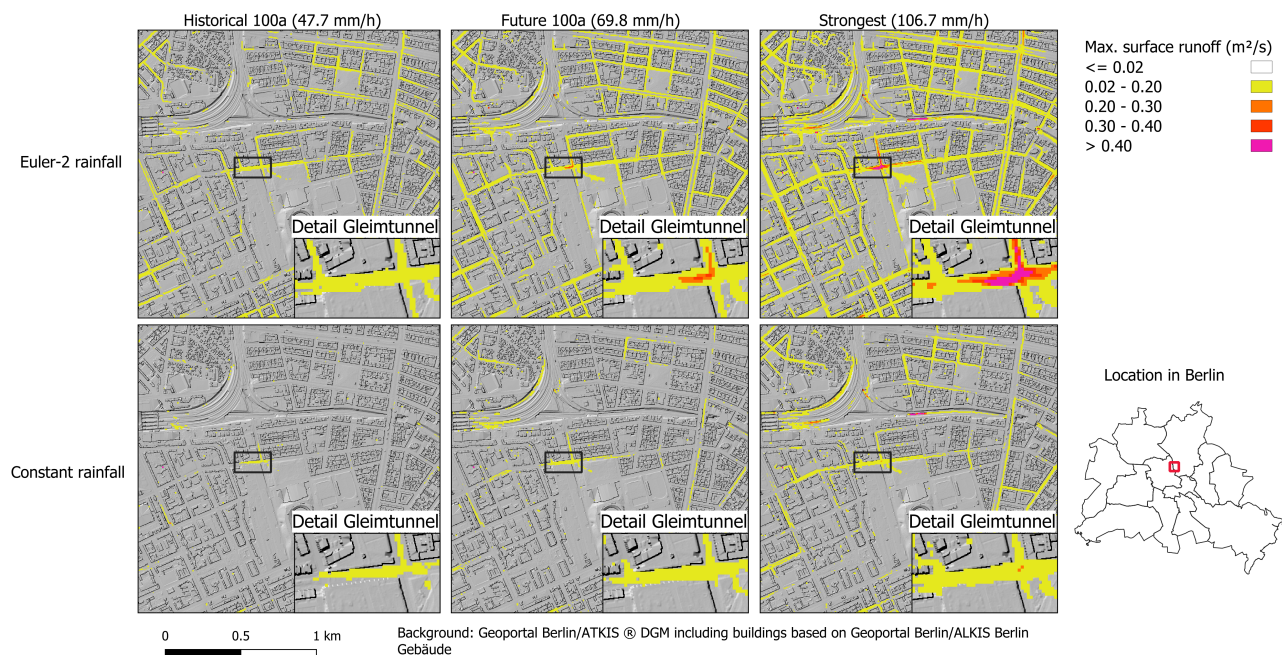 Historical 100a (47.7 mm/h)
Future 100a (69.8 mm/h)
Strongest (106.7 mm/h)
Max. surface runoff (m²/s)
<= 0.02
0.02 - 0.20
0.20 - 0.30
0.30 - 0.40
> 0.40
Euler-2 rainfall
Detail Gleimtunnel
Detail Gleimtunnel
Detail Gleimtunnel
Constant rainfall
Detail Gleimtunnel
Detail Gleimtunnel
Detail Gleimtunnel
Location in Berlin
0 0.5 1 km
Background: Geoportal Berlin/ATKIS ® DGM including buildings based on Geoportal Berlin/ALKIS Berlin
Gebäude